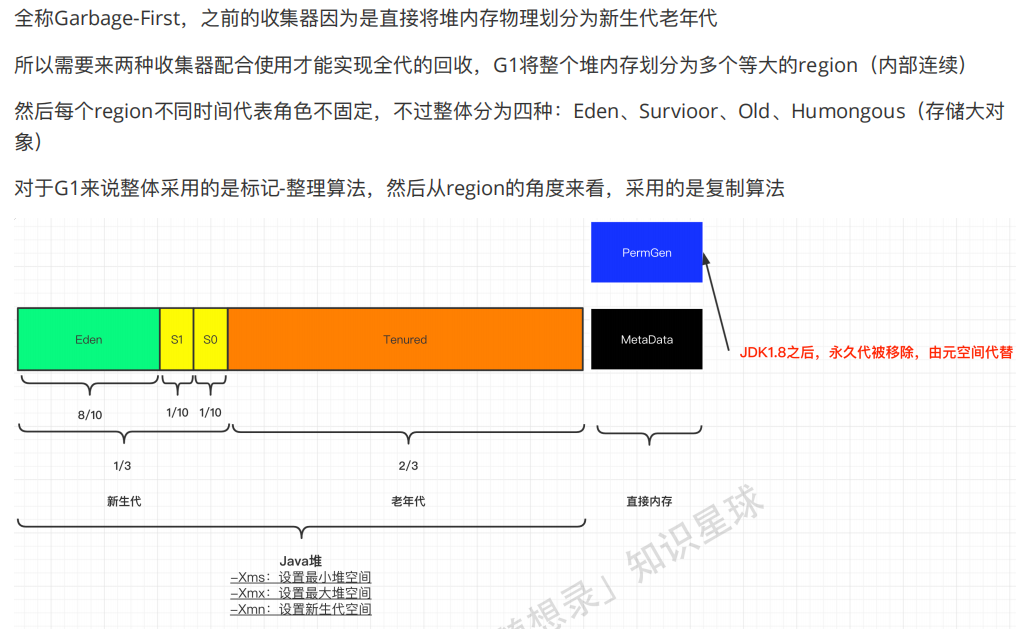 全称Garbage-First，之前的收集器因为是直接将堆内存物理划分为新生代老年代
所以需要来两种收集器配合使用才能实现全代的回收，G1将整个堆内存划分为多个等大的region（内部连续）
然后每个region不同时间代表角色不固定，不过整体分为四种：Eden、Survioor、Old、Humongous（存储大对
象）
对于G1来说整体采用的是标记-整理算法，然后从region的角度来看，采用的是复制算法
PermGen
Eden
S1
S0
Tenured
MetaData
JDK1.8之后，永久代被移除，由元空间代替
8/10
1/10
1/10
1/3
2/3
新生代
老年代
直接内存
Java堆
-Xms：设置最小堆空间
-Xmx：设置最大堆空间
-Xmn：设置新生代空间
想录」知识星球